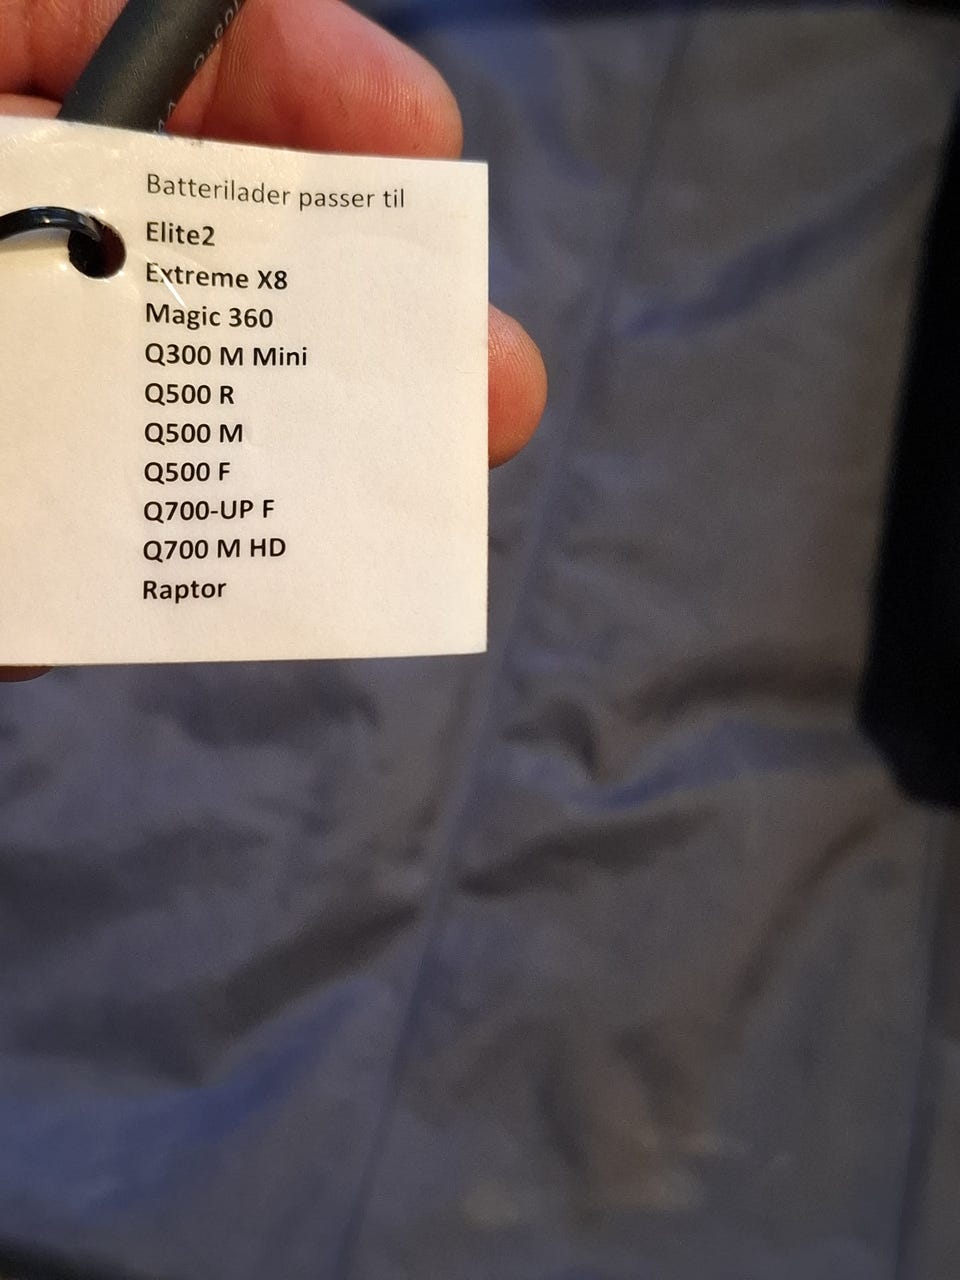 Batterilader passer til
Elite2
Extreme X8
Magic 360
Q300 M Mini
Q500 R
Q500 M
Q500 F
Q700-UP F
Q700 M HD
Raptor